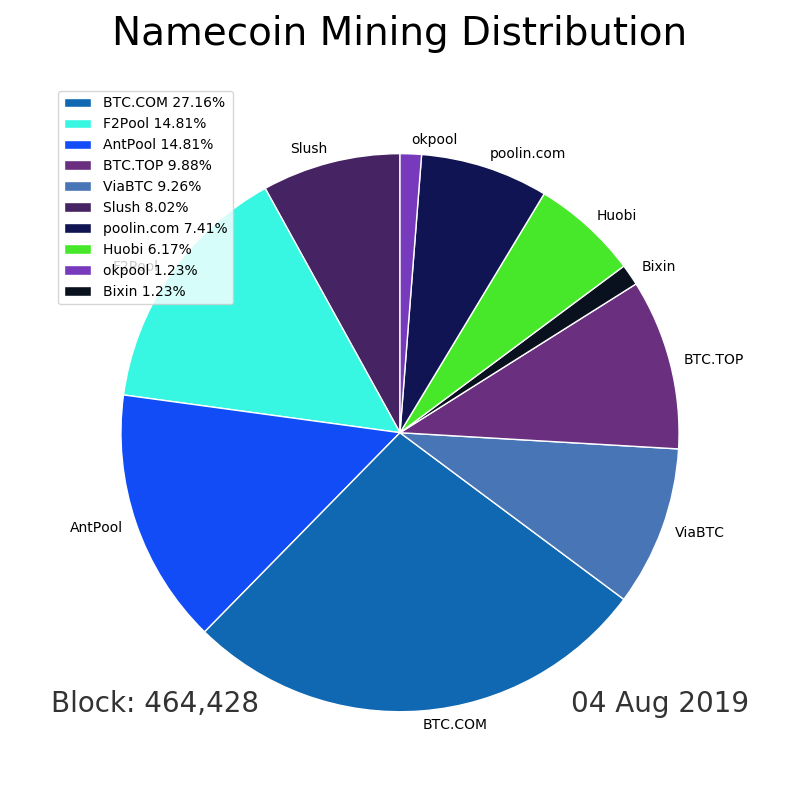 Namecoin Mining Distribution
BTC.COM 27.16%
F2Pool 14.81%
AntPool 14.81%
BTC.TOP 9.88%
ViaBTC 9.26%
Slush 8.02%
poolin.com 7.41%
Huobi 6.17%
okpool 1.23%
Bixin 1.23%
okpool
Slush
poolin.com
Huobi
Bixin
F2Pool
BTC.TOP
AntPool
ViaBTC
BTC.COM
Block: 464,428
04 Aug 2019